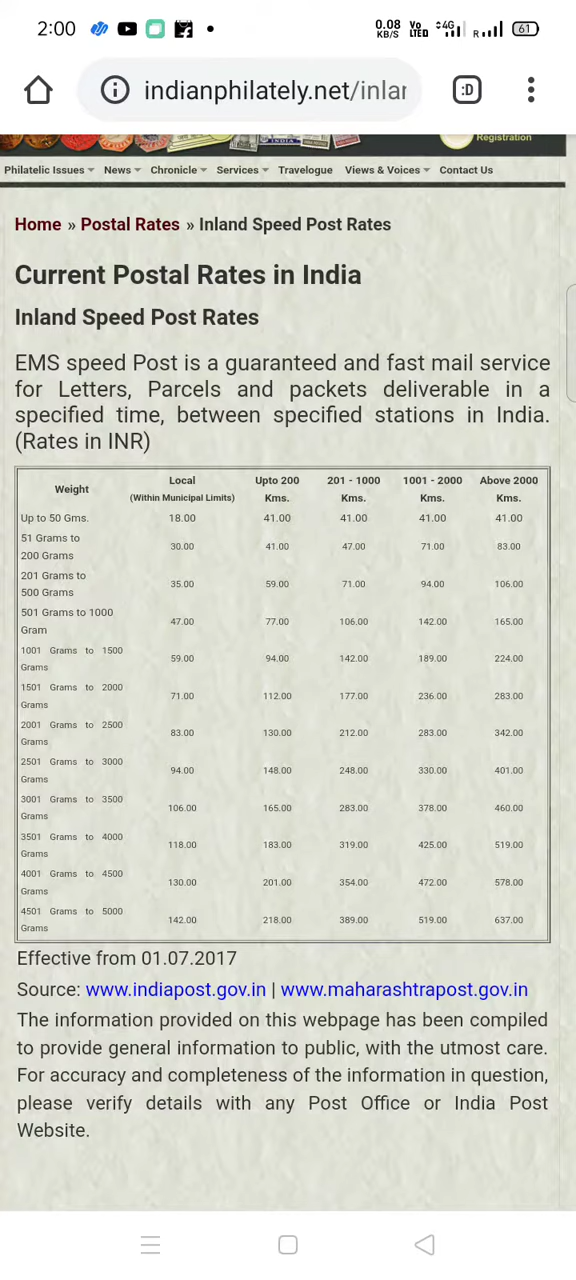 2:00
0.08 KB/S Vo LTED 4G R 61
indianphilately.net/inlar
:D
INDIA
Registration
Philatelic Issues News Chronicle Services Travelogue Views & Voices Contact Us
Home » Postal Rates » Inland Speed Post Rates
Current Postal Rates in India
Inland Speed Post Rates
EMS speed Post is a guaranteed and fast mail service
for Letters, Parcels and packets deliverable in a
specified time, between specified stations in India.
(Rates in INR)
Weight Local (Within Municipal Limits) Upto 200 Kms. 201 - 1000 Kms. 1001 - 2000 Kms. Above 2000 Kms.
Up to 50 Gms. 18.00 41.00 41.00 41.00 41.00
51 Grams to 200 Grams 30.00 41.00 47.00 71.00 83.00
201 Grams to 500 Grams 35.00 59.00 71.00 94.00 106.00
501 Grams to 1000 Gram 47.00 77.00 106.00 142.00 165.00
1001 Grams to 1500 Grams 59.00 94.00 142.00 189.00 224.00
1501 Grams to 2000 Grams 71.00 112.00 177.00 236.00 283.00
2001 Grams to 2500 Grams 83.00 130.00 212.00 283.00 342.00
2501 Grams to 3000 Grams 94.00 148.00 248.00 330.00 401.00
3001 Grams to 3500 Grams 106.00 165.00 283.00 378.00 460.00
3501 Grams to 4000 Grams 118.00 183.00 319.00 425.00 519.00
4001 Grams to 4500 Grams 130.00 201.00 354.00 472.00 578.00
4501 Grams to 5000 Grams 142.00 218.00 389.00 519.00 637.00
Effective from 01.07.2017
Source: www.indiapost.gov.in | www.maharashtrapost.gov.in
The information provided on this webpage has been compiled
to provide general information to public, with the utmost care.
For accuracy and completeness of the information in question,
please verify details with any Post Office or India Post
Website.